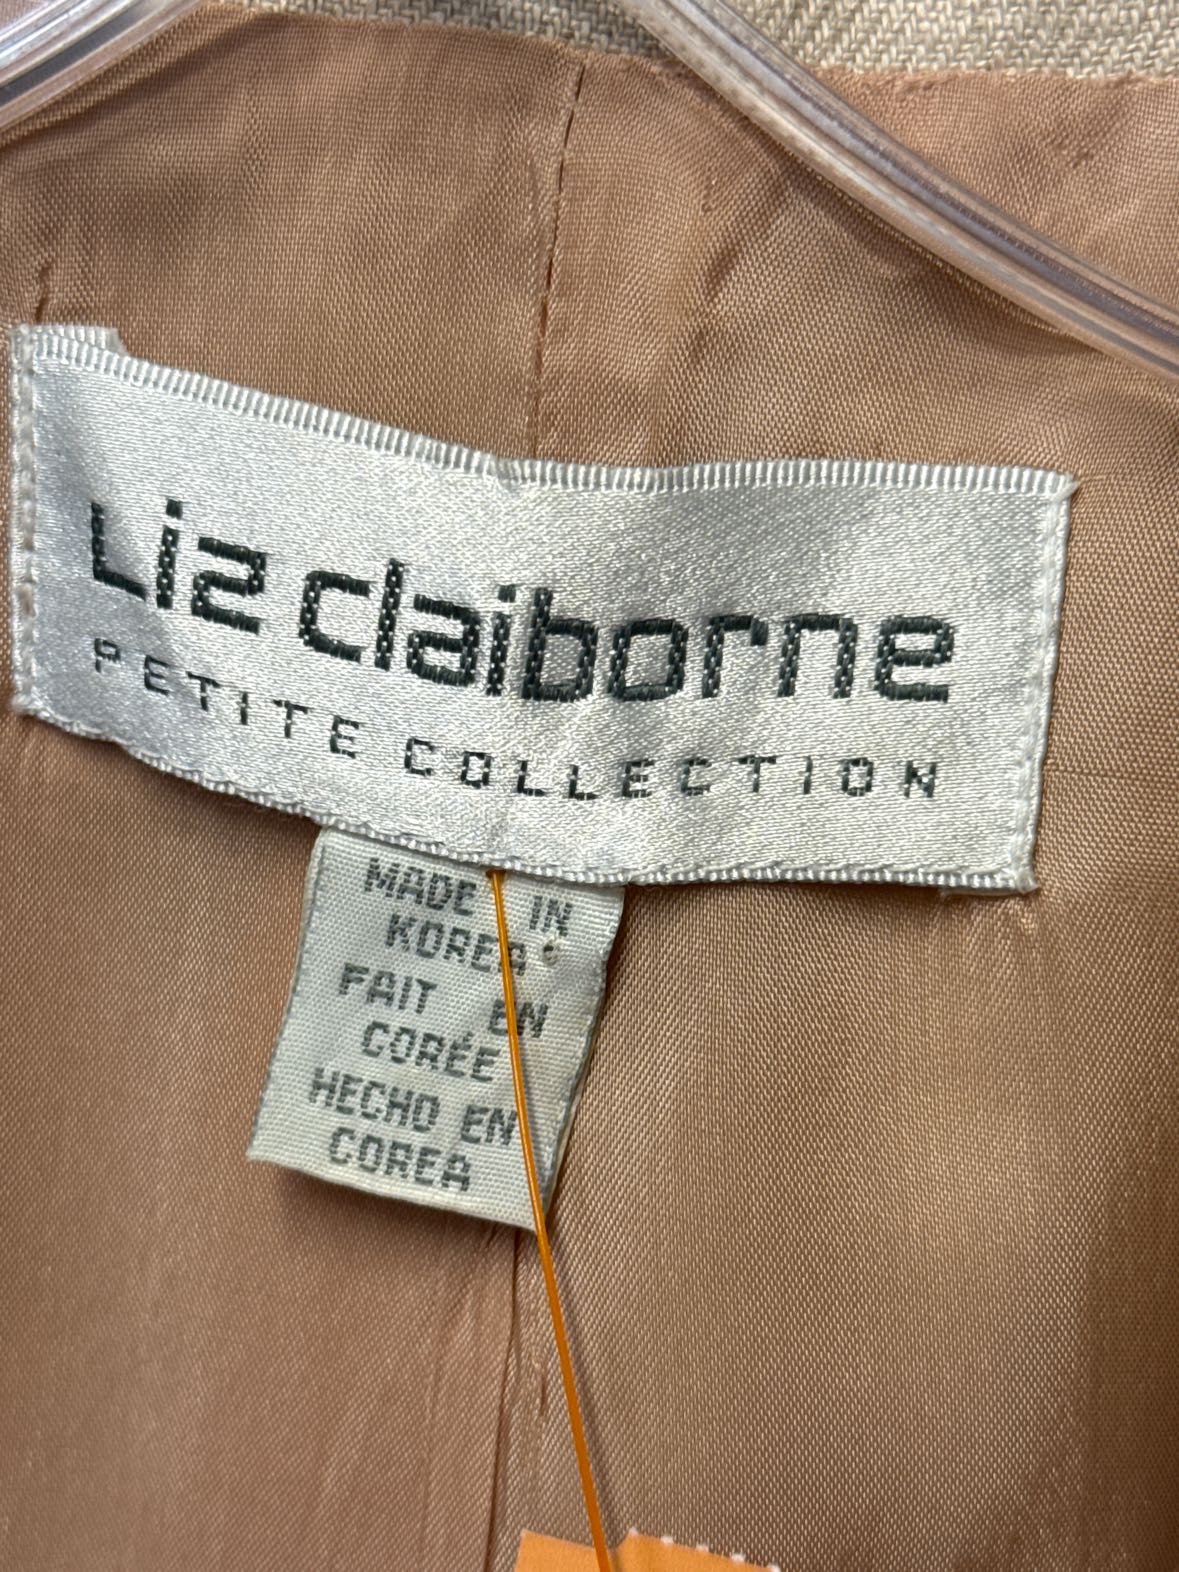 Liz claiborne
PETITE COLLECTION
MADE IN
KOREA
FAIT EN
CORÉE
HECHO EN
COREA